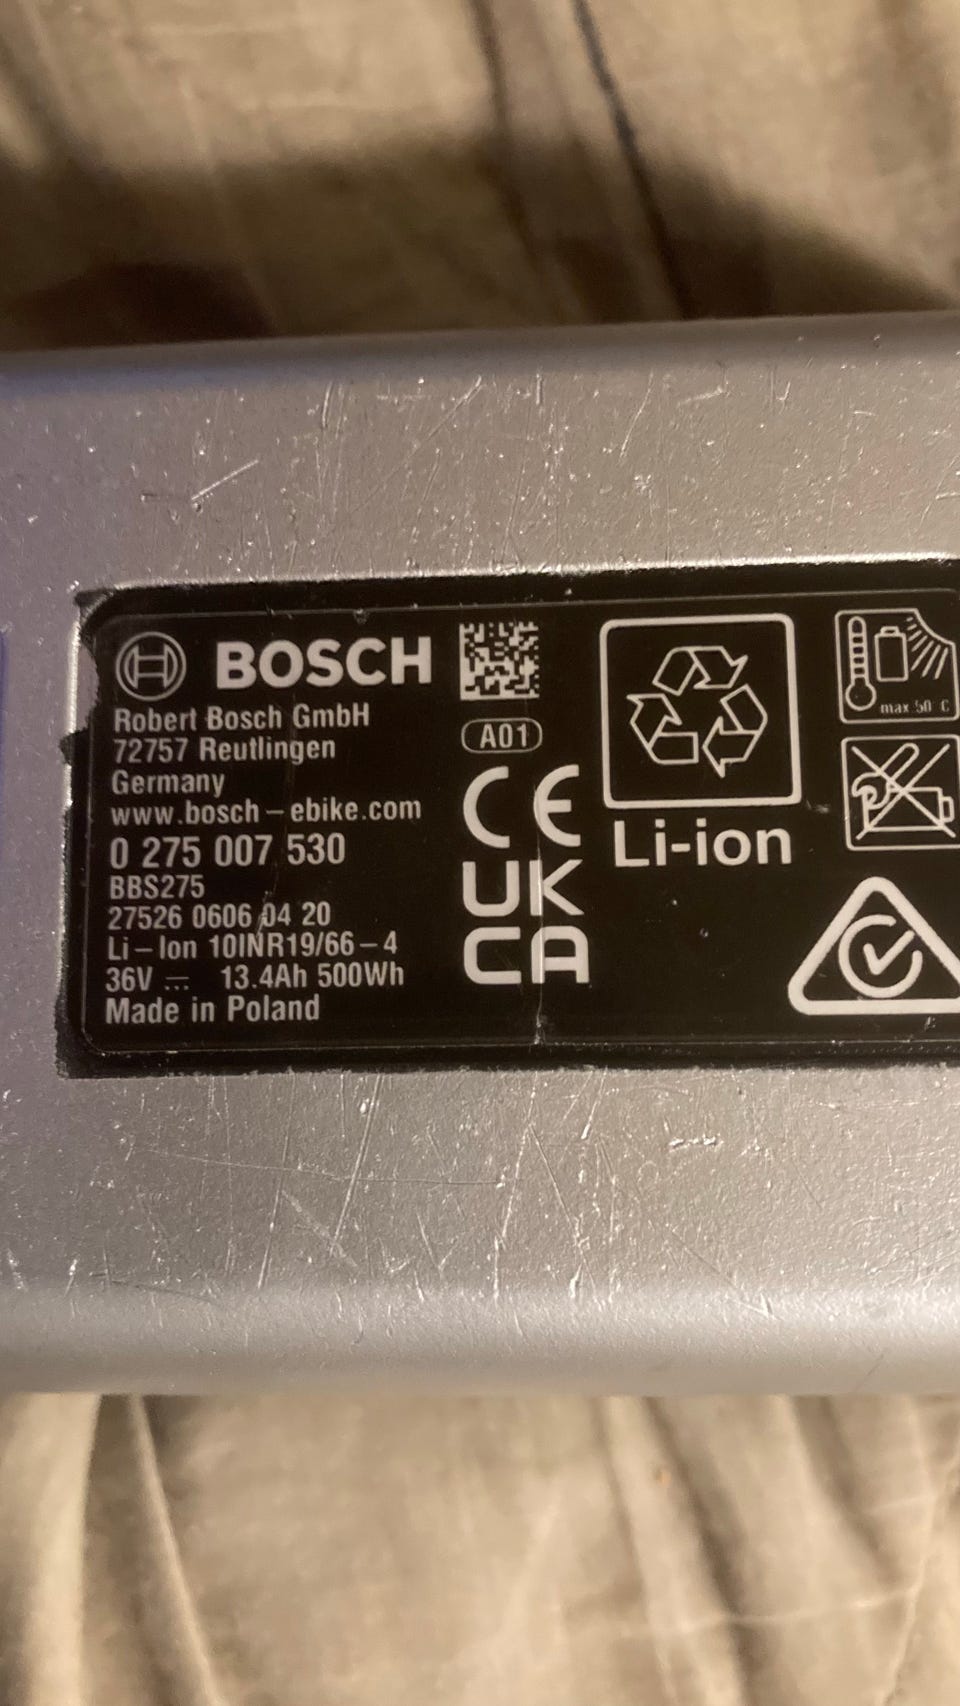 BOSCH
Robert Bosch GmbH
72757 Reutlingen
Germany
www.bosch-ebike.com
0 275 007 530
BBS275
27526 0606 04 20
Li-Ion 10INR19/66-4
36V ⎓ 13.4Ah 500Wh
Made in Poland
A01
CE
UK
CA
Li-ion
max 50°C